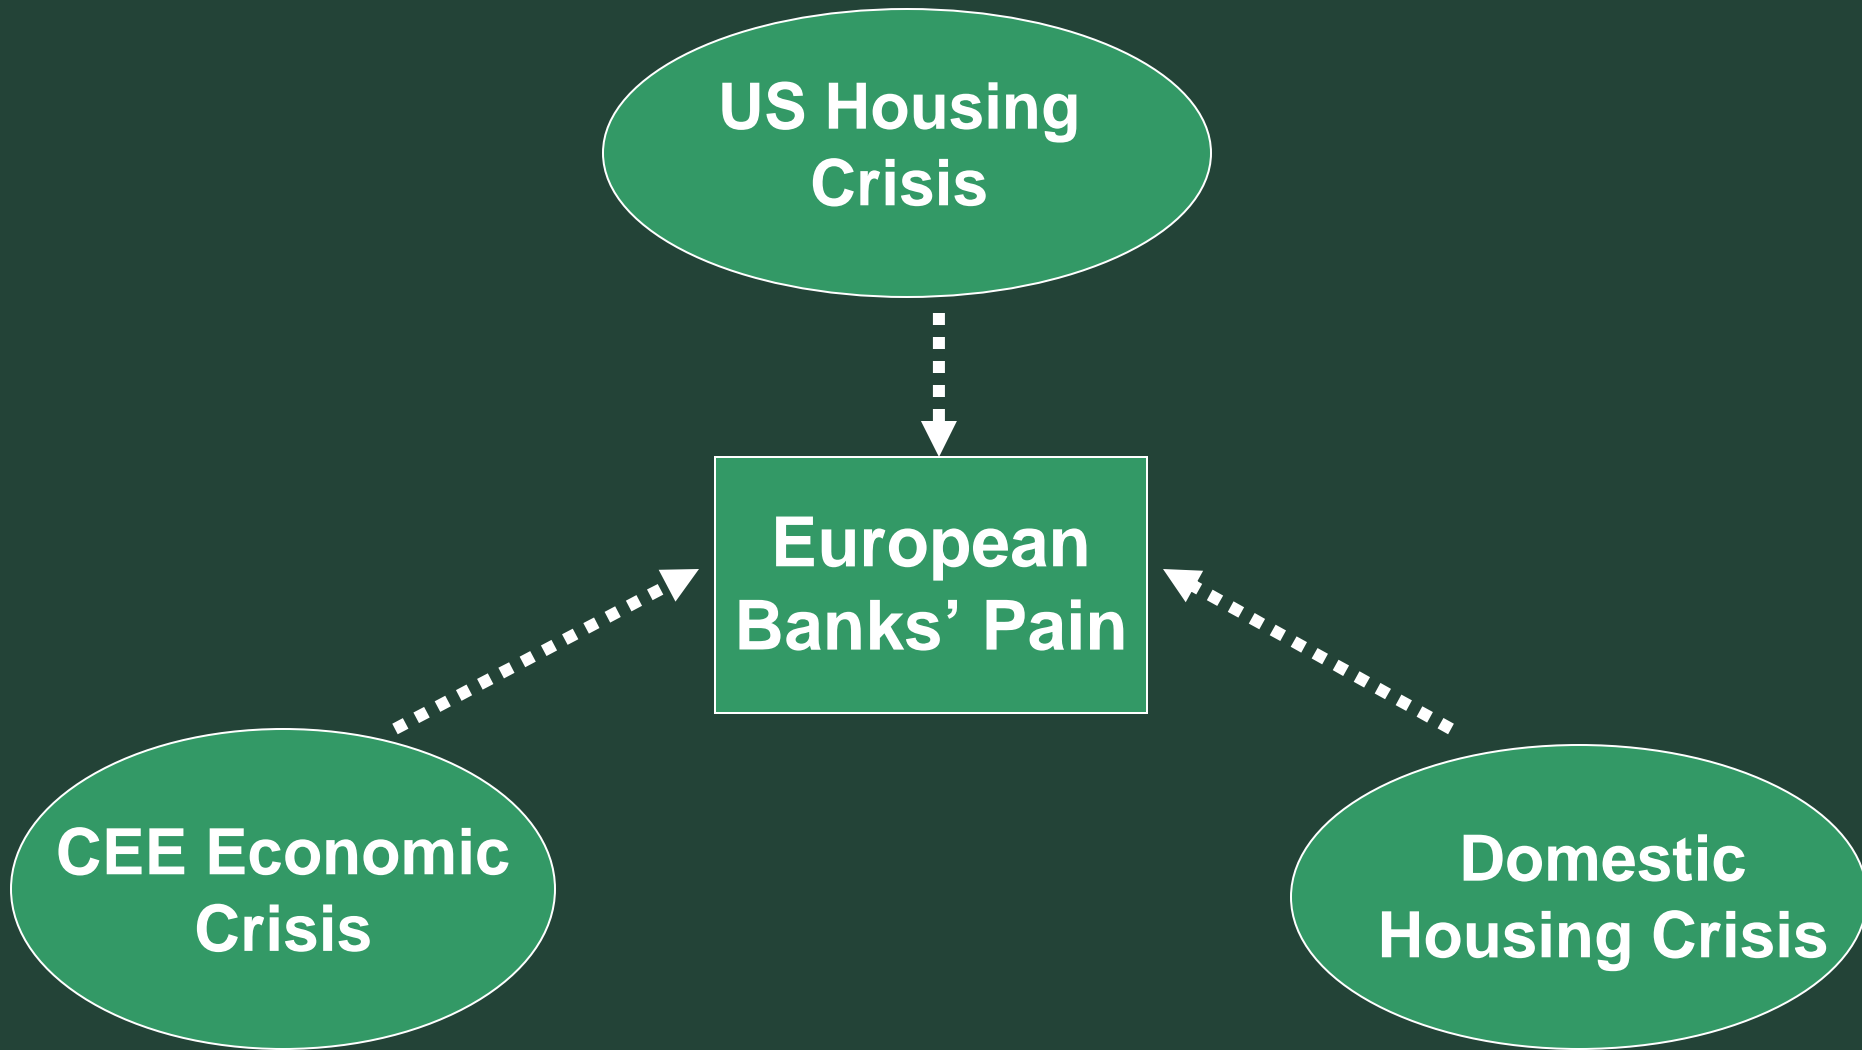 US Housing
Crisis
European
Banks’ Pain
CEE Economic
Crisis
Domestic
Housing Crisis